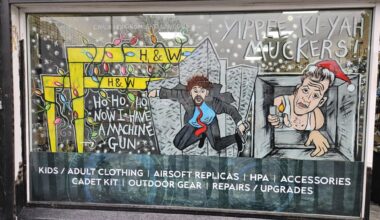 YIPPEE KI-YAH
MUCKERS!
H & W
H & W
HO HO HO
NOW I HAVE
A MACHINE
GUN
KIDS / ADULT CLOTHING | AIRSOFT REPLICAS | HPA | ACCESSORIES
CADET KIT | OUTDOOR GEAR | REPAIRS / UPGRADES